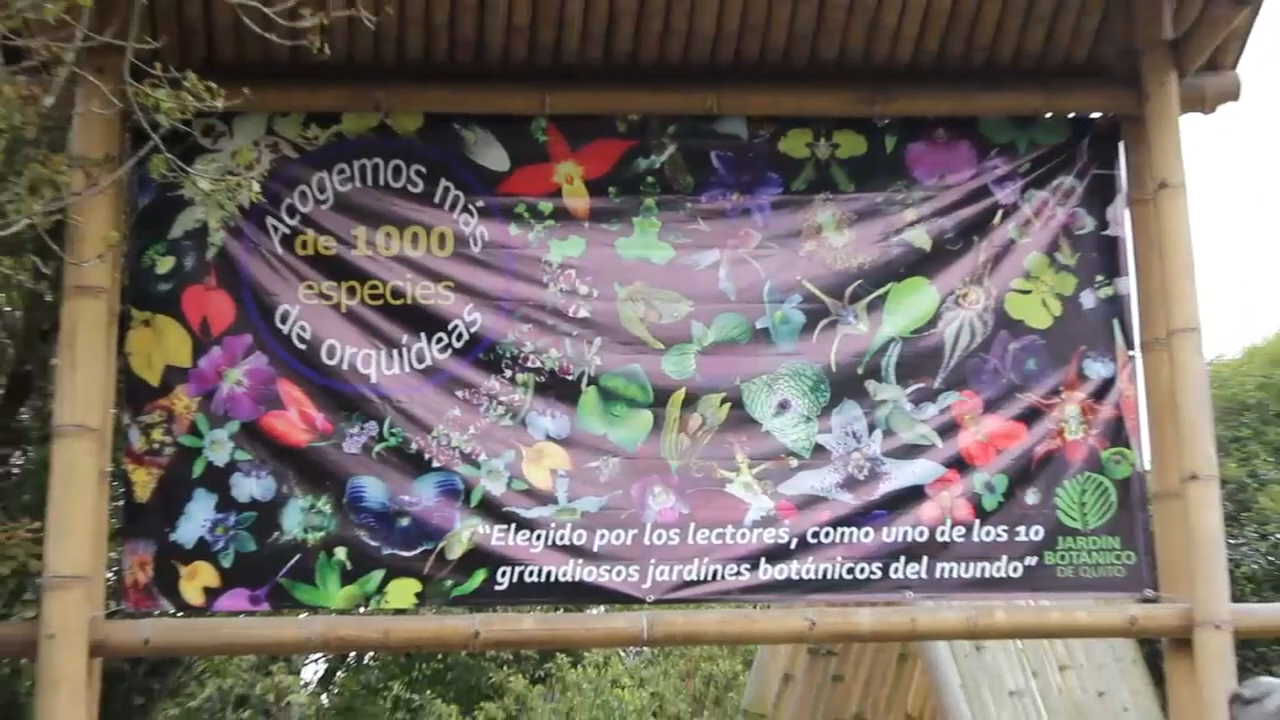 Acogemos más
de 1000
especies
de orquídeas
“Elegido por los lectores, como uno de los 10
grandiosos jardínes botánicos del mundo”
JARDÍN
BOTÁNICO
DE QUITO